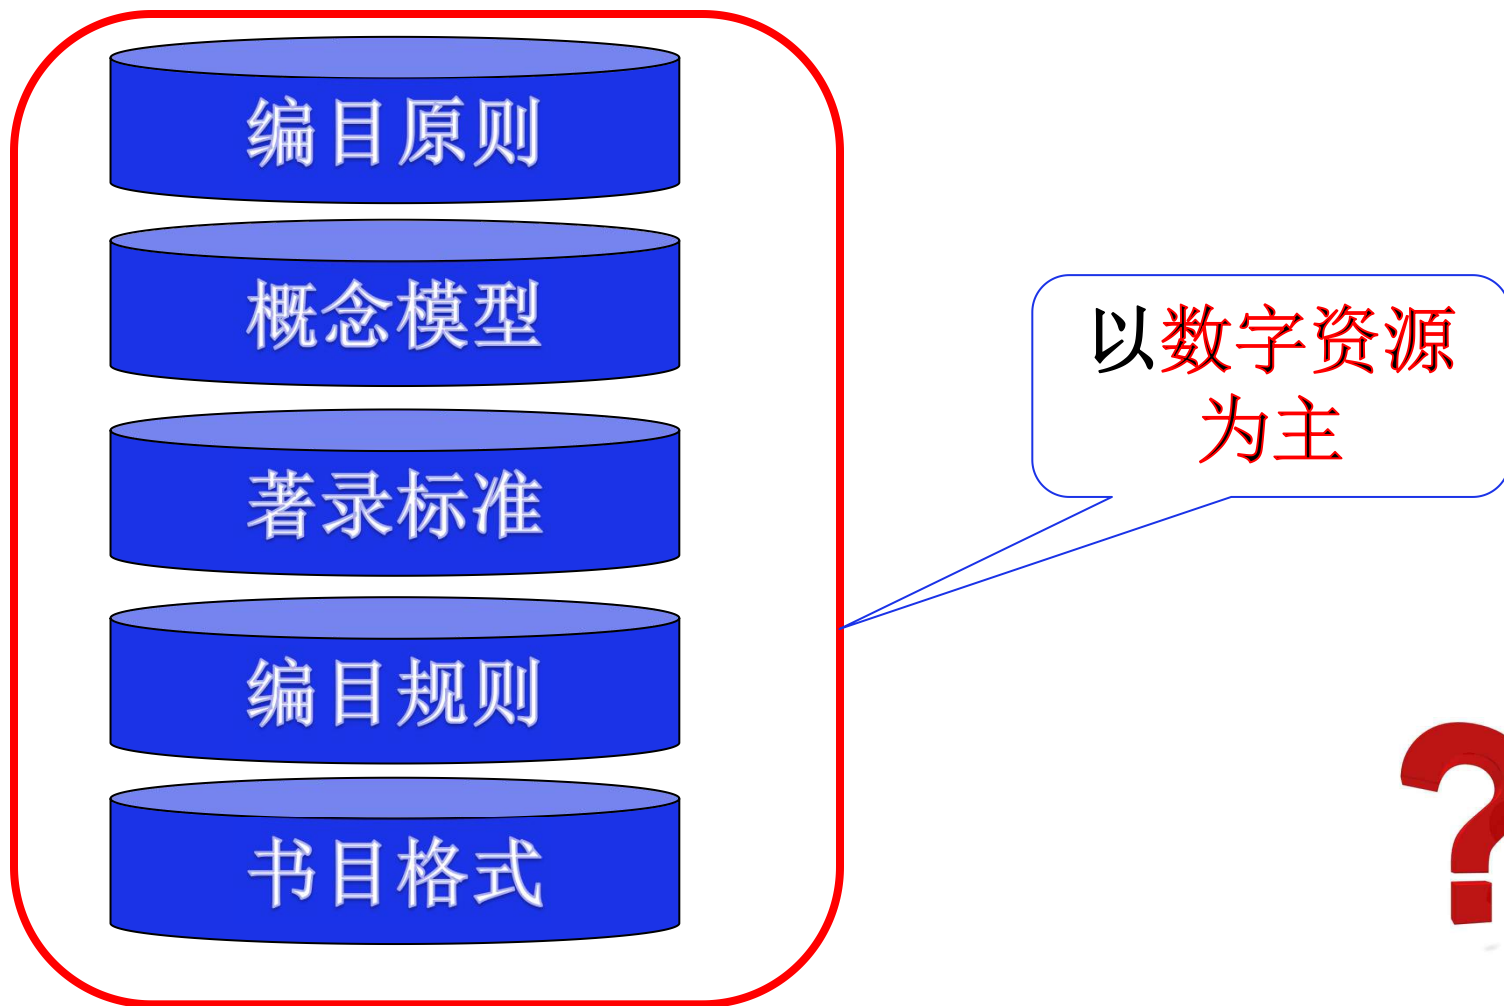 编目原则
概念模型
著录标准
编目规则
书目格式
以数字资源
为主
?